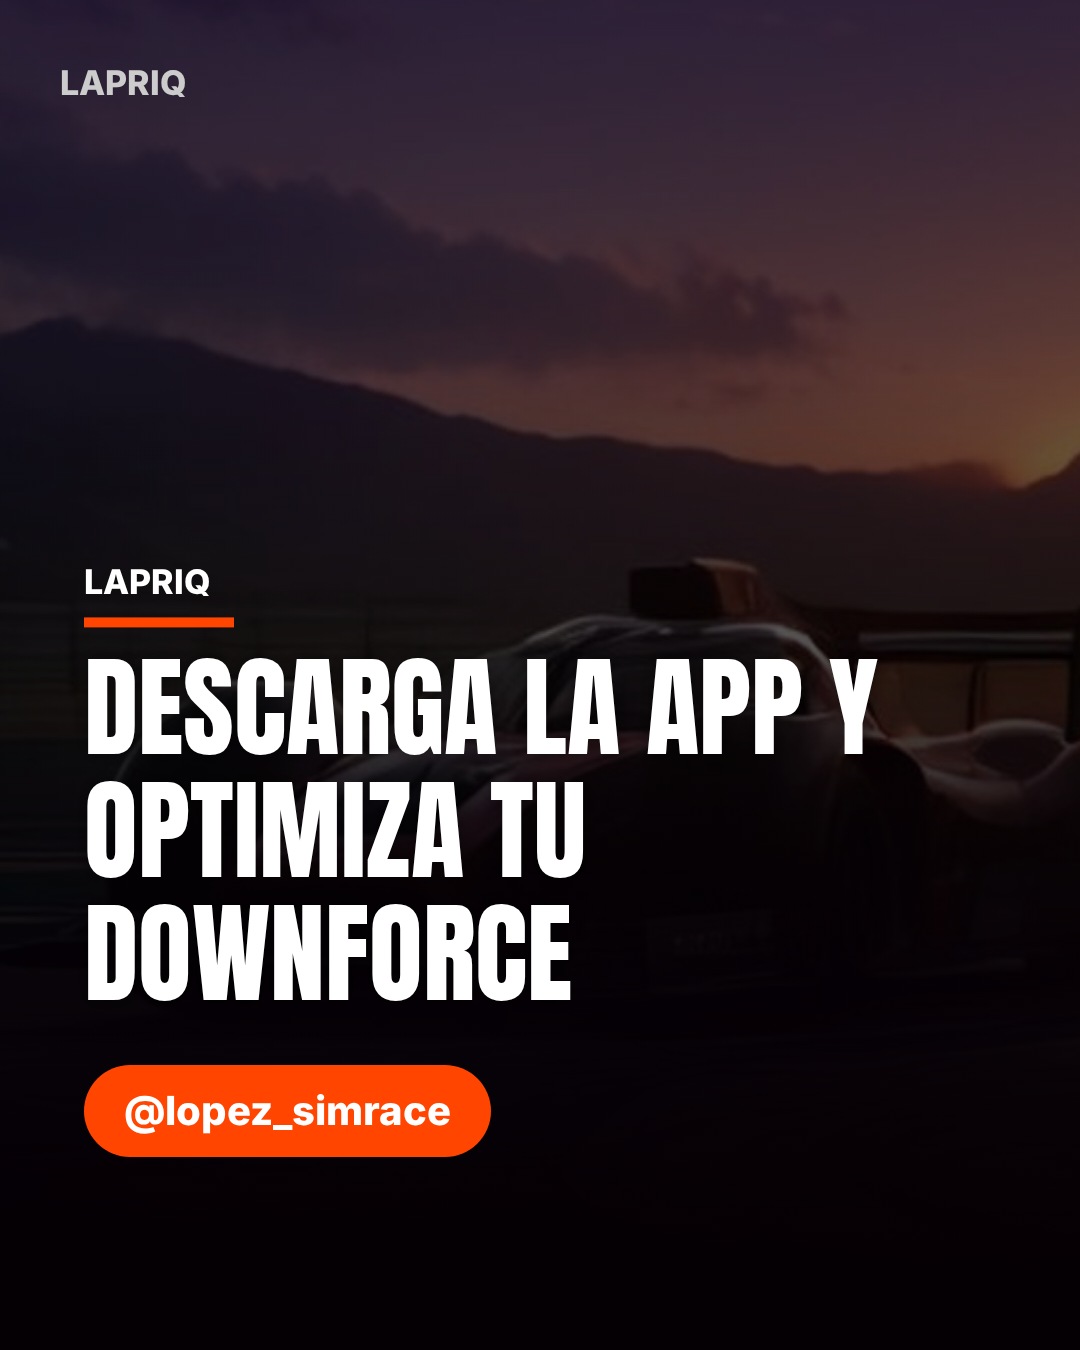 LAPRIQ
LAPRIQ
DESCARGA LA APP Y
OPTIMIZA TU
DOWNFORCE
@lopez_simrace